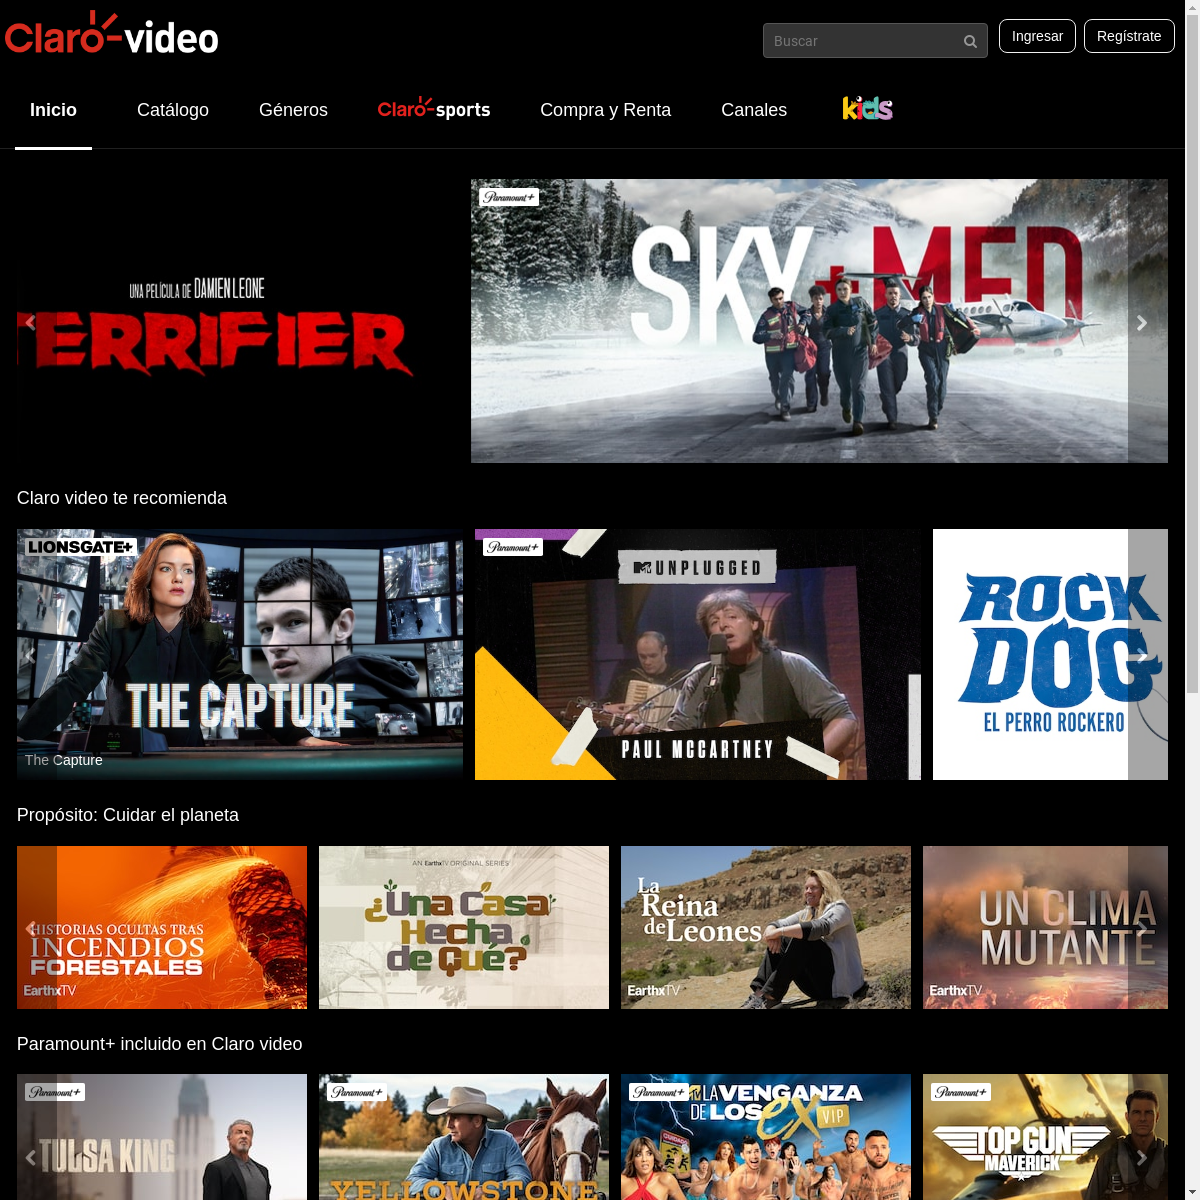 Claro-video
Buscar
Ingresar
Regístrate
Inicio
Catálogo
Géneros
Claro-sports
Compra y Renta
Canales
kids
UNA PELÍCULA DE DAMIEN LEONE
TERRIFIER
Paramount+
SKY+MED
Claro video te recomienda
LIONSGATE+
THE CAPTURE
The Capture
Paramount+
MTV UNPLUGGED
PAUL McCARTNEY
ROCK
DOG
EL PERRO ROCKERO
Propósito: Cuidar el planeta
HISTORIAS OCULTAS TRAS
INCENDIOS
FORESTALES
EarthxTV
AN EarthxTV ORIGINAL SERIES
¿Una Casa
Hecha
de Qué?
La
Reina
de Leones
EarthxTV
UN CLIMA
MUTANTE
EarthxTV
Paramount+ incluido en Claro video
Paramount+
TULSA KING
Paramount+
YELLOWSTONE
Paramount+
MTV LA VENGANZA
DE LOS ex VIP
CUIDADO
Paramount+
TOP GUN
MAVERICK